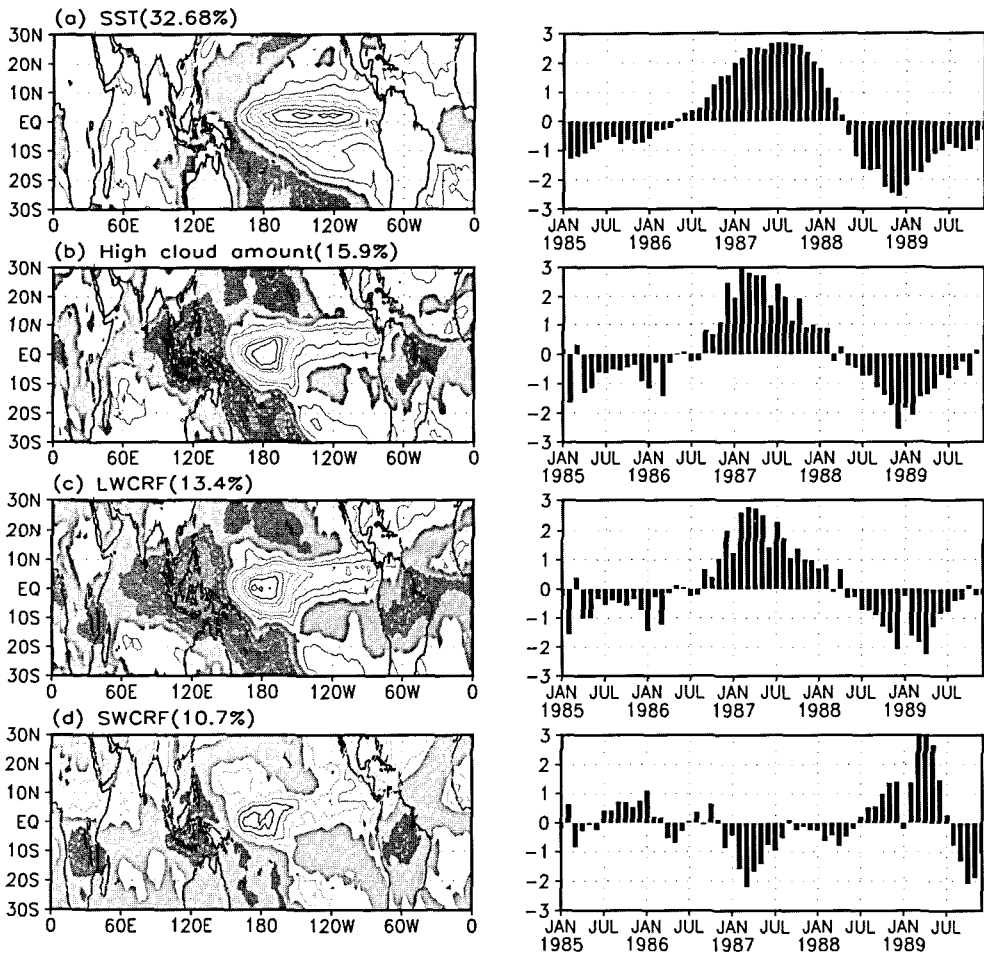 (a) SST(32.68%)
30N
20N
10N
EQ
10S
20S
30S
0 60E 120E 180 120W 60W 0
3
2
1
0
-1
-2
-3
JAN JUL JAN JUL JAN JUL JAN JUL JAN JUL
1985 1986 1987 1988 1989
(b) High cloud amount(15.9%)
30N
20N
10N
EQ
10S
20S
30S
0 60E 120E 180 120W 60W 0
3
2
1
0
-1
-2
-3
JAN JUL JAN JUL JAN JUL JAN JUL JAN JUL
1985 1986 1987 1988 1989
(c) LWCRF(13.4%)
30N
20N
10N
EQ
10S
20S
30S
0 60E 120E 180 120W 60W 0
3
2
1
0
-1
-2
-3
JAN JUL JAN JUL JAN JUL JAN JUL JAN JUL
1985 1986 1987 1988 1989
(d) SWCRF(10.7%)
30N
20N
10N
EQ
10S
20S
30S
0 60E 120E 180 120W 60W 0
3
2
1
0
-1
-2
-3
JAN JUL JAN JUL JAN JUL JAN JUL JAN JUL
1985 1986 1987 1988 1989